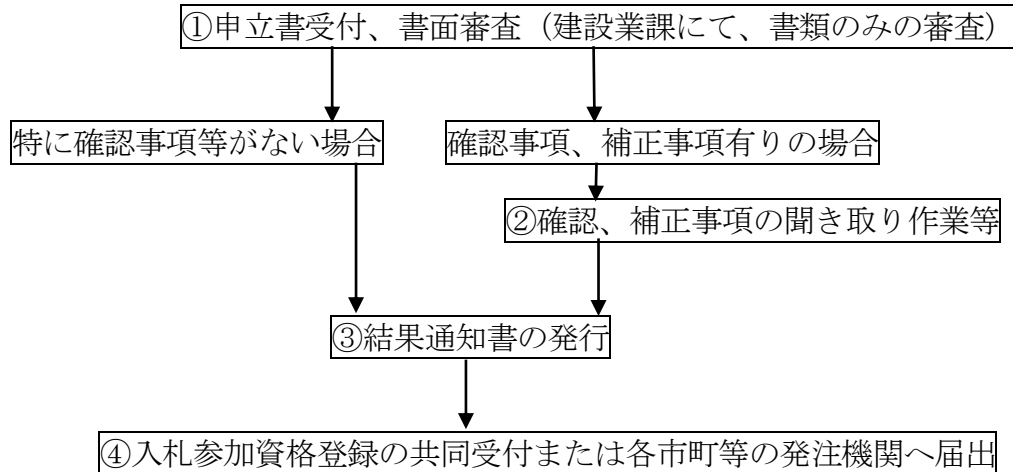 ①申立書受付、書面審査（建設業課にて、書類のみの審査）
特に確認事項等がない場合
確認事項、補正事項有りの場合
②確認、補正事項の聞き取り作業等
③結果通知書の発行
④入札参加資格登録の共同受付または各市町等の発注機関へ届出